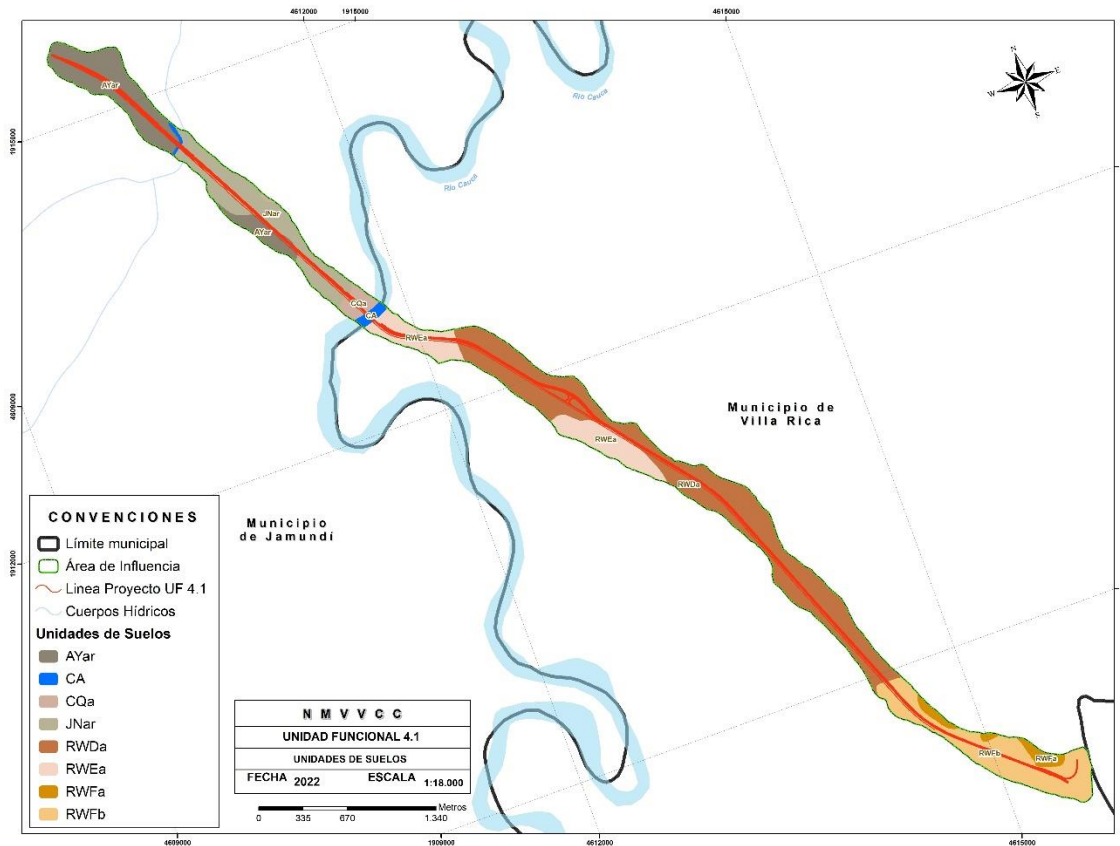 4612000
1918000
4615000
N
W
E
S
Río Cauca
Río Cauca
AYar
1915000
JNar
AYar
CQa
CA
RWEa
4609000
Municipio de
Villa Rica
RWEa
RWDa
Municipio
de Jamundí
1912000
RWFb
RWFa
CONVENCIONES
Límite municipal
Área de Influencia
Linea Proyecto UF 4.1
Cuerpos Hídricos
Unidades de Suelos
AYar
CA
CQa
JNar
RWDa
RWEa
RWFa
RWFb
N M V V C C
UNIDAD FUNCIONAL 4.1
UNIDADES DE SUELOS
FECHA 2022 ESCALA 1:18.000
Metros
0 335 670 1.340
4609000
1909000
4612000
4615000